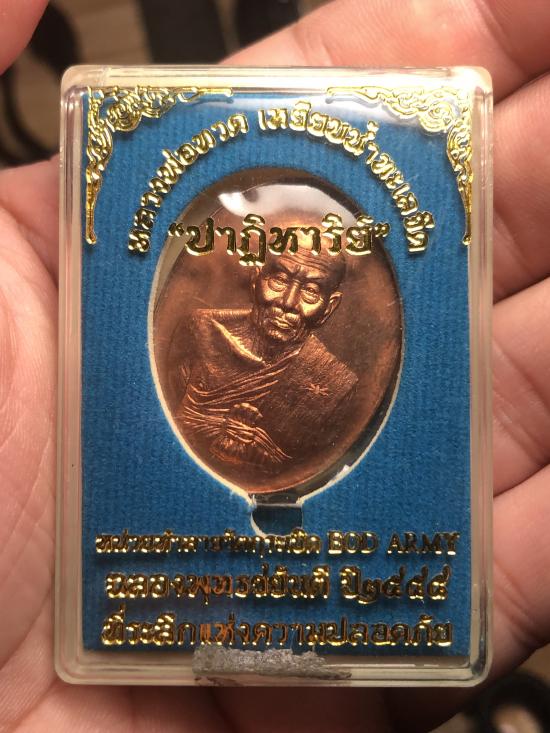 หลวงพ่อทวด เหยียบน้ำทะเลจืด
"ปาฏิหาริย์"
หน่วยทำลายวัตถุระเบิด EOD ARMY
ฉลองพุทธชยันตี ปี๒๕๕๕
ที่ระลึกแห่งความปลอดภัย